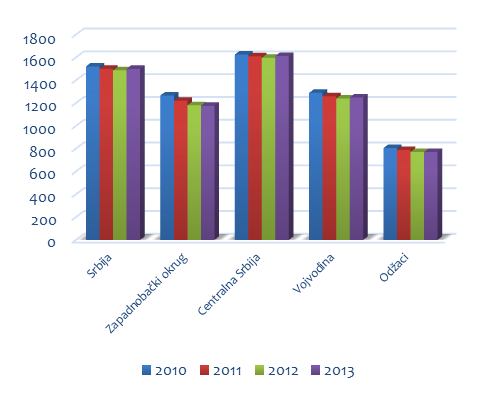 1800
1600
1400
1200
1000
800
600
400
200
0
Srbija
Zapadnobački okrug
Centralna Srbija
Vojvođina
Odžaci
2010
2011
2012
2013